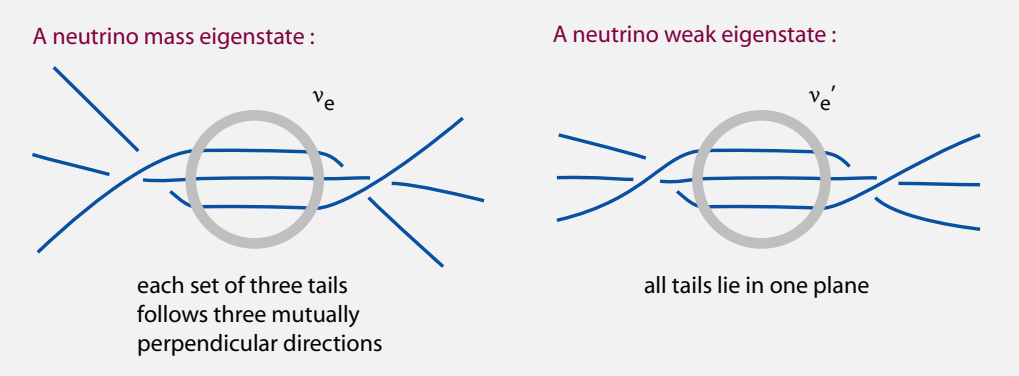 A neutrino mass eigenstate :
νe
each set of three tails
follows three mutually
perpendicular directions
A neutrino weak eigenstate :
νe′
all tails lie in one plane